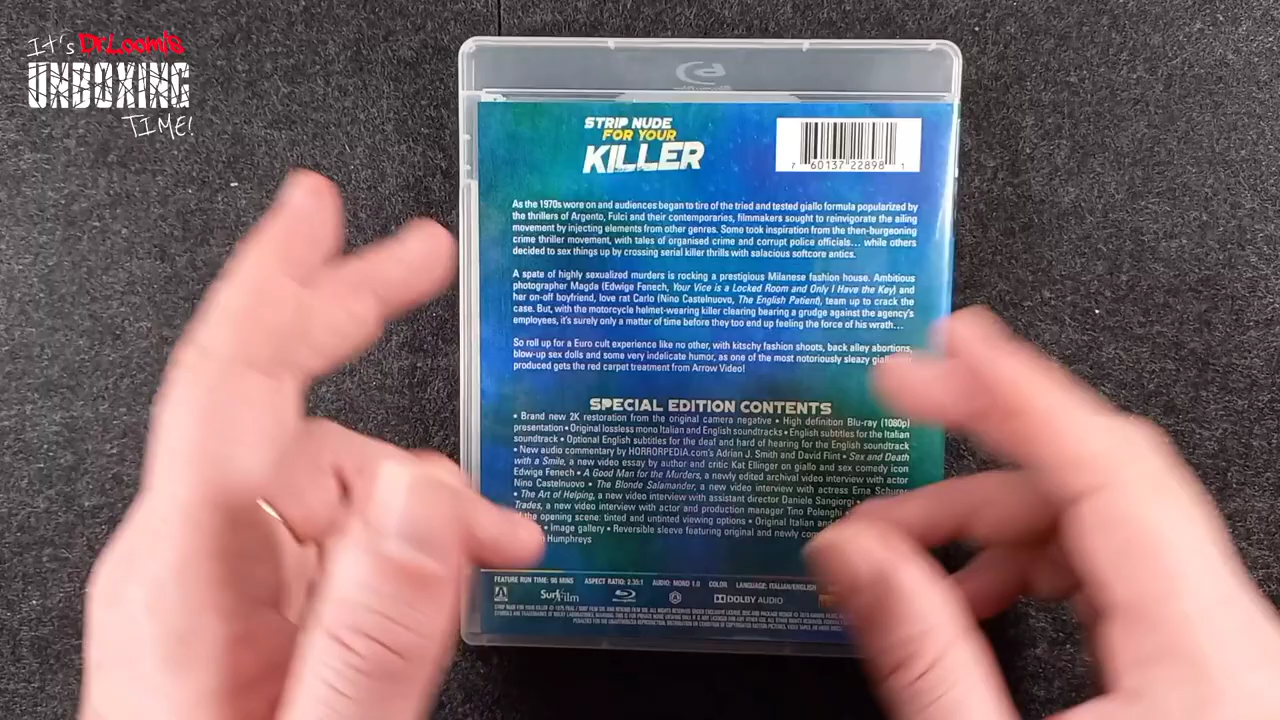 It's Dr.Loomis
UNBOXING
TIME!
STRIP NUDE
FOR YOUR
KILLER
7 60137 22898 1
As the 1970s wore on and audiences began to tire of the tried and tested giallo formula popularized by
the thrillers of Argento, Fulci and their contemporaries, filmmakers sought to reinvigorate the ailing
movement by injecting elements from other genres. Some took inspiration from the then-burgeoning
crime thriller movement, with tales of organised crime and corrupt police officials... while others
decided to sex things up by crossing serial killer thrills with salacious softcore antics.
A spate of highly sexualized murders is rocking a prestigious Milanese fashion house. Ambitious
photographer Magda (Edwige Fenech, Your Vice is a Locked Room and Only I Have the Key) and
her on-off boyfriend, love rat Carlo (Nino Castelnuovo, The English Patient), team up to crack the
case. But, with the motorcycle helmet-wearing killer clearing bearing a grudge against the agency's
employees, it's surely only a matter of time before they too end up feeling the force of his wrath...
So roll up for a Euro cult experience like no other, with kitschy fashion shoots, back alley abortions,
blow-up sex dolls and some very indelicate humor, as one of the most notoriously sleazy
produced gets the red carpet treatment from Arrow Video!
SPECIAL EDITION CONTENTS
• Brand new 2K restoration from the original camera negative • High definition Blu-ray (1080p)
presentation • Original lossless mono Italian and English soundtracks • English subtitles for the Italian
soundtrack • Optional English subtitles for the deaf and hard of hearing for the English soundtrack
• New audio commentary by HORRORPEDIA.com's Adrian J. Smith and David Flint • Sex and Death
with a Smile, a new video essay by author and critic Kat Ellinger on giallo and sex comedy icon
Edwige Fenech • A Good Man for the Murders, a newly edited archival video interview with actor
Nino Castelnuovo • The Blonde Salamander, a new video interview with actress Erna Schurer
• The Art of Helping, a new video interview with assistant director Daniele Sangiorgi •
Trades, a new video interview with actor and production manager Tino Polenghi •
the opening scene: tinted and untinted viewing options • Original Italian and
• Image gallery • Reversible sleeve featuring original and newly
Humphreys
FEATURE RUN TIME: 98 MINS ASPECT RATIO: 2.35:1 AUDIO: MONO 1.0 COLOR LANGUAGE: ITALIAN/ENGLISH
Surf Film Blu-ray DOLBY AUDIO